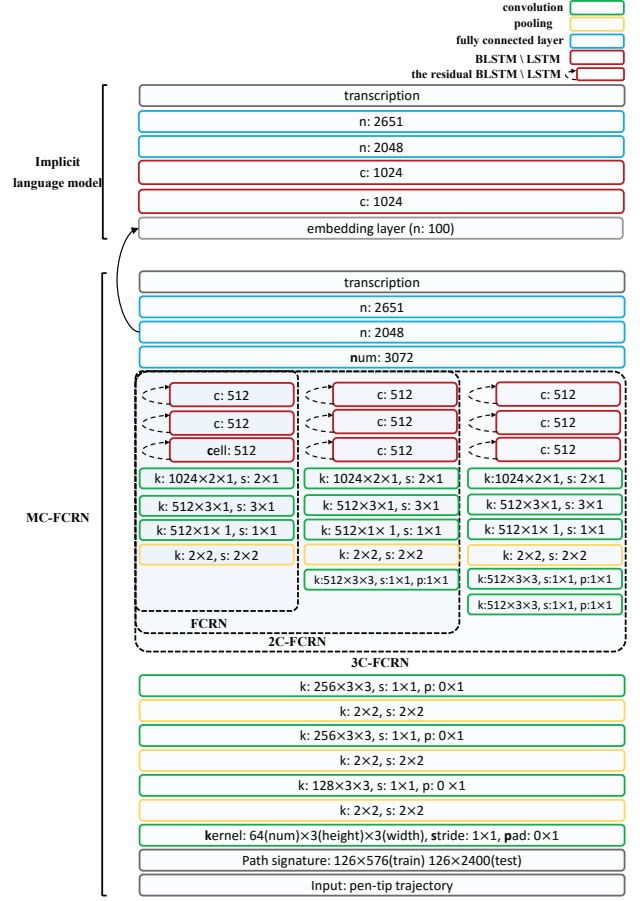 convolution
pooling
fully connected layer
BLSTM \ LSTM
the residual BLSTM \ LSTM
transcription
n: 2651
n: 2048
c: 1024
c: 1024
embedding layer (n: 100)
Implicit
language model
transcription
n: 2651
n: 2048
num: 3072
c: 512 c: 512 c: 512
c: 512 c: 512 c: 512
cell: 512 c: 512 c: 512
k: 1024×2×1, s: 2×1 k: 1024×2×1, s: 2×1 k:1024×2×1, s: 2×1
k: 512×3×1, s: 3×1 k: 512×3×1, s: 3×1 k: 512×3×1, s: 3×1
k: 512×1× 1, s: 1×1 k: 512×1× 1, s: 1×1 k: 512×1× 1, s: 1×1
k: 2×2, s: 2×2 k: 2×2, s: 2×2 k: 2×2, s: 2×2
k:512×3×3, s:1×1, p:1×1 k:512×3×3, s:1×1, p:1×1
k:512×3×3, s:1×1, p:1×1
MC-FCRN
FCRN
2C-FCRN
3C-FCRN
k: 256×3×3, s: 1×1, p: 0×1
k: 2×2, s: 2×2
k: 256×3×3, s: 1×1, p: 0×1
k: 2×2, s: 2×2
k: 128×3×3, s: 1×1, p: 0 ×1
k: 2×2, s: 2×2
kernel: 64(num)×3(height)×3(width), stride: 1×1, pad: 0×1
Path signature: 126×576(train) 126×2400(test)
Input: pen-tip trajectory